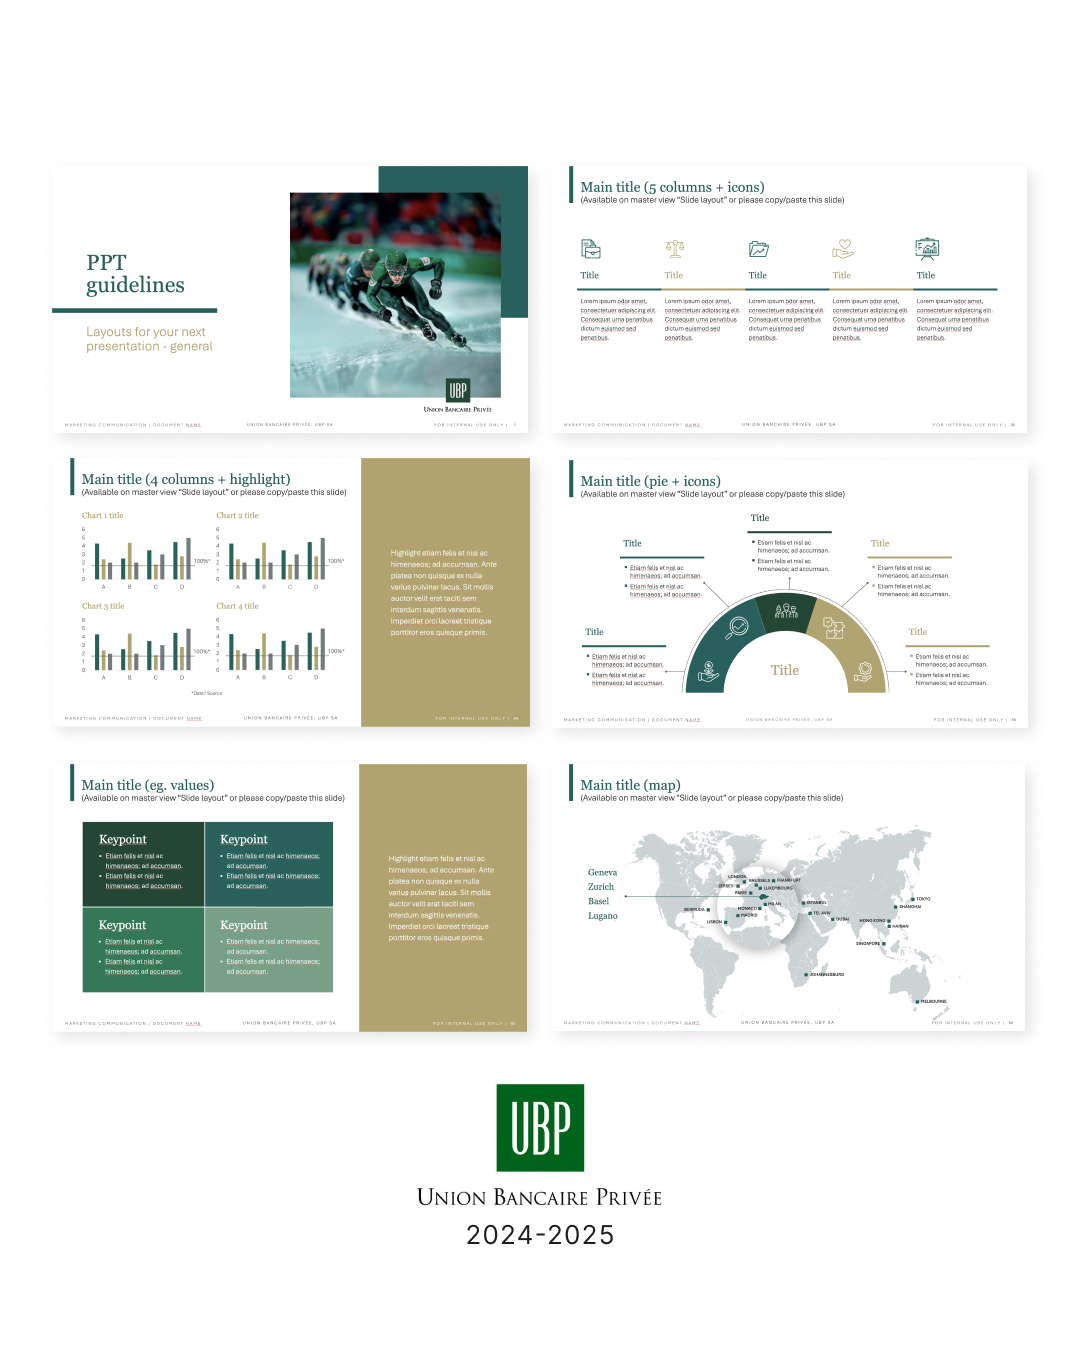 PPT
guidelines
Layouts for your next
presentation - general
UBP
UNION BANCAIRE PRIVÉE
MARKETING COMMUNICATION | DOCUMENT NAME
UNION BANCAIRE PRIVÉE, UBP SA
FOR INTERNAL USE ONLY |
Main title (5 columns + icons)
(Available on master view “Slide layout” or please copy/paste this slide)
Title
Lorem ipsum odor amet,
consectetuer adipiscing elit.
Consequat urna penatibus
dictum euismod sed
penatibus.
Title
Lorem ipsum odor amet,
consectetuer adipiscing elit.
Consequat urna penatibus
dictum euismod sed
penatibus.
Title
Lorem ipsum odor amet,
consectetuer adipiscing elit.
Consequat urna penatibus
dictum euismod sed
penatibus.
Title
Lorem ipsum odor amet,
consectetuer adipiscing elit.
Consequat urna penatibus
dictum euismod sed
penatibus.
Title
Lorem ipsum odor amet,
consectetuer adipiscing elit.
Consequat urna penatibus
dictum euismod sed
penatibus.
MARKETING COMMUNICATION | DOCUMENT NAME
UNION BANCAIRE PRIVÉE, UBP SA
FOR INTERNAL USE ONLY |
Main title (4 columns + highlight)
(Available on master view “Slide layout” or please copy/paste this slide)
Chart 1 title
6
5
4
3
2
1
0
A B C D
100%*
Chart 2 title
6
5
4
3
2
1
0
A B C D
100%*
Chart 3 title
6
5
4
3
2
1
0
A B C D
100%*
Chart 4 title
6
5
4
3
2
1
0
A B C D
100%*
*Data / Source
Highlight etiam felis et nisl ac
himenaeos; ad accumsan. Ante
platea non quisque ex nulla
varius pulvinar lacus. Sit mollis
auctor velit erat taciti sem
interdum sagittis venenatis.
Imperdiet orci laoreet tristique
porttitor eros quisque primis.
MARKETING COMMUNICATION | DOCUMENT NAME
UNION BANCAIRE PRIVÉE, UBP SA
FOR INTERNAL USE ONLY |
Main title (pie + icons)
(Available on master view “Slide layout” or please copy/paste this slide)
Title
Etiam felis et nisl ac
himenaeos; ad accumsan.
Etiam felis et nisl ac
himenaeos; ad accumsan.
Title
Etiam felis et nisl ac
himenaeos; ad accumsan.
Etiam felis et nisl ac
himenaeos; ad accumsan.
Title
Etiam felis et nisl ac
himenaeos; ad accumsan.
Etiam felis et nisl ac
himenaeos; ad accumsan.
Title
Etiam felis et nisl ac
himenaeos; ad accumsan.
Etiam felis et nisl ac
himenaeos; ad accumsan.
Title
Etiam felis et nisl ac
himenaeos; ad accumsan.
Etiam felis et nisl ac
himenaeos; ad accumsan.
Title
MARKETING COMMUNICATION | DOCUMENT NAME
UNION BANCAIRE PRIVÉE, UBP SA
FOR INTERNAL USE ONLY |
Main title (eg. values)
(Available on master view “Slide layout” or please copy/paste this slide)
Keypoint
• Etiam felis et nisl ac
himenaeos; ad accumsan.
• Etiam felis et nisl ac
himenaeos; ad accumsan.
Keypoint
• Etiam felis et nisl ac himenaeos;
ad accumsan.
• Etiam felis et nisl ac himenaeos;
ad accumsan.
Keypoint
• Etiam felis et nisl ac
himenaeos; ad accumsan.
• Etiam felis et nisl ac
himenaeos; ad accumsan.
Keypoint
• Etiam felis et nisl ac himenaeos;
ad accumsan.
• Etiam felis et nisl ac himenaeos;
ad accumsan.
Highlight etiam felis et nisl ac
himenaeos; ad accumsan. Ante
platea non quisque ex nulla
varius pulvinar lacus. Sit mollis
auctor velit erat taciti sem
interdum sagittis venenatis.
Imperdiet orci laoreet tristique
porttitor eros quisque primis.
MARKETING COMMUNICATION | DOCUMENT NAME
UNION BANCAIRE PRIVÉE, UBP SA
FOR INTERNAL USE ONLY |
Main title (map)
(Available on master view “Slide layout” or please copy/paste this slide)
Geneva
Zurich
Basel
Lugano
LONDON
BRUSSELS
FRANKFURT
JERSEY
LUXEMBOURG
PARIS
MILAN
MONACO
MADRID
LISBON
BERMUDA
ISTANBUL
TEL AVIV
DUBAI
TOKYO
SHANGHAI
HONG KONG
HAINAN
SINGAPORE
JOHANNESBURG
MELBOURNE
MARKETING COMMUNICATION | DOCUMENT NAME
UNION BANCAIRE PRIVÉE, UBP SA
FOR INTERNAL USE ONLY |
UBP
UNION BANCAIRE PRIVÉE
2024-2025